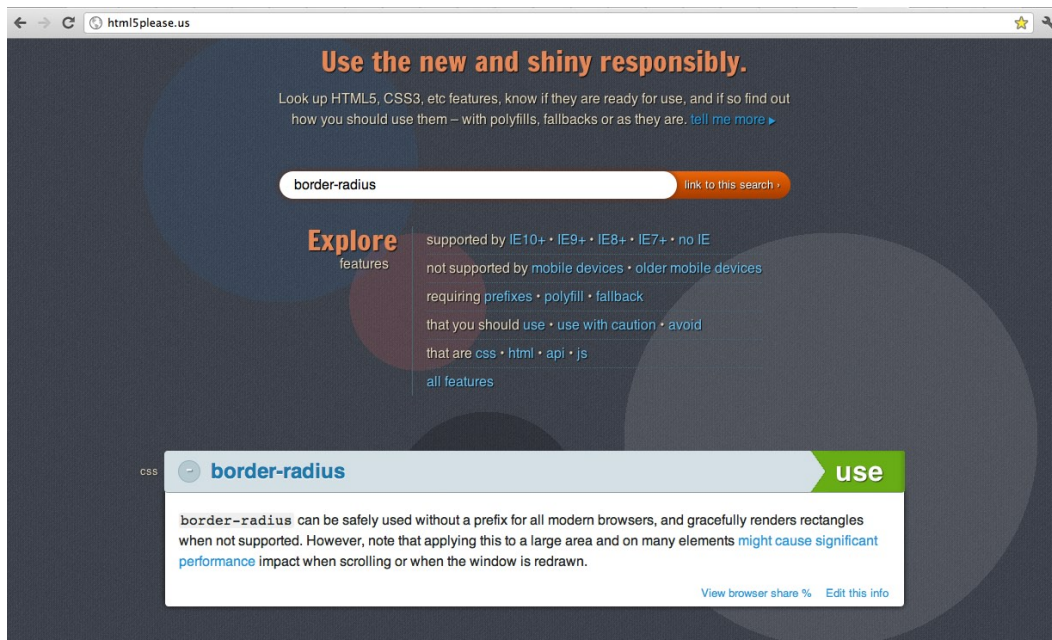 html5please.us
Use the new and shiny responsibly.
Look up HTML5, CSS3, etc features, know if they are ready for use, and if so find out
how you should use them – with polyfills, fallbacks or as they are. tell me more ▸
border-radius
link to this search ›
Explore
features
supported by IE10+ • IE9+ • IE8+ • IE7+ • no IE
not supported by mobile devices • older mobile devices
requiring prefixes • polyfill • fallback
that you should use • use with caution • avoid
that are css • html • api • js
all features
css
- border-radius
use
border-radius can be safely used without a prefix for all modern browsers, and gracefully renders rectangles
when not supported. However, note that applying this to a large area and on many elements might cause significant
performance impact when scrolling or when the window is redrawn.
View browser share % Edit this info